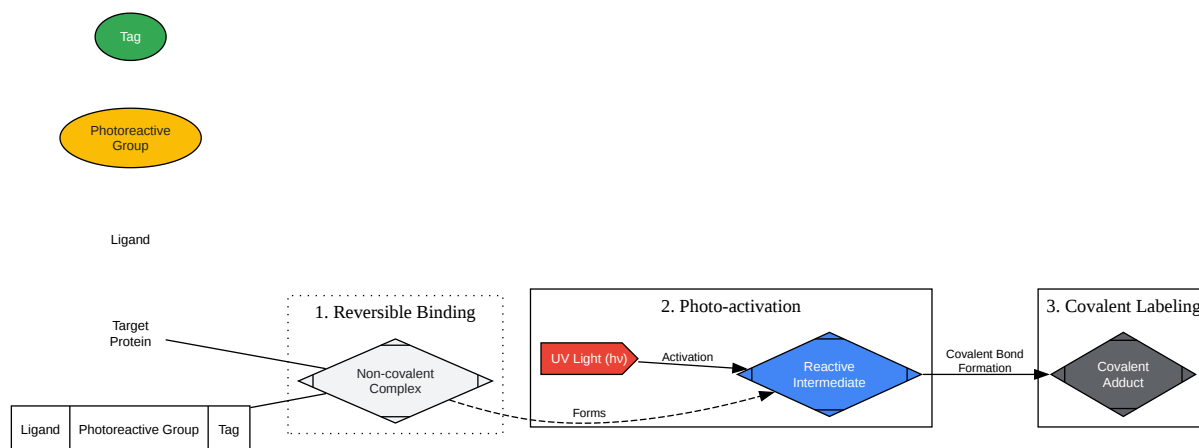 Tag
Photoreactive
Group
Ligand
Target
Protein
Ligand
Photoreactive Group
Tag
1. Reversible Binding
Non-covalent
Complex
Forms
2. Photo-activation
UV Light (hν)
Activation
Reactive
Intermediate
Covalent Bond
Formation
3. Covalent Labeling
Covalent
Adduct